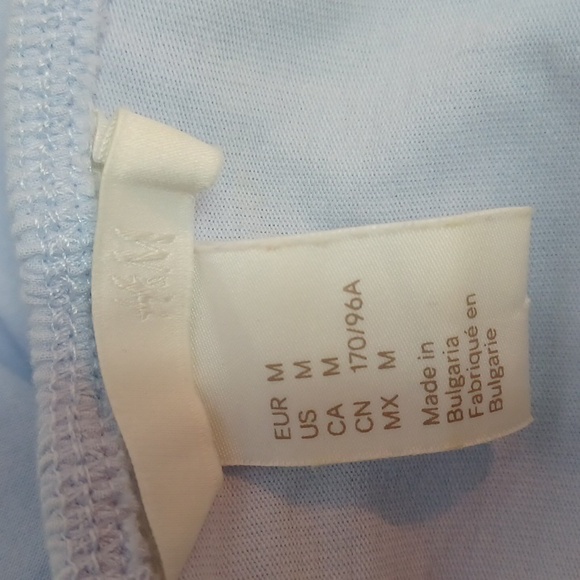 H&M
EUR M
US M
CA M
CN 170/96A
MX M
Made in
Bulgaria
Fabriqué en
Bulgarie